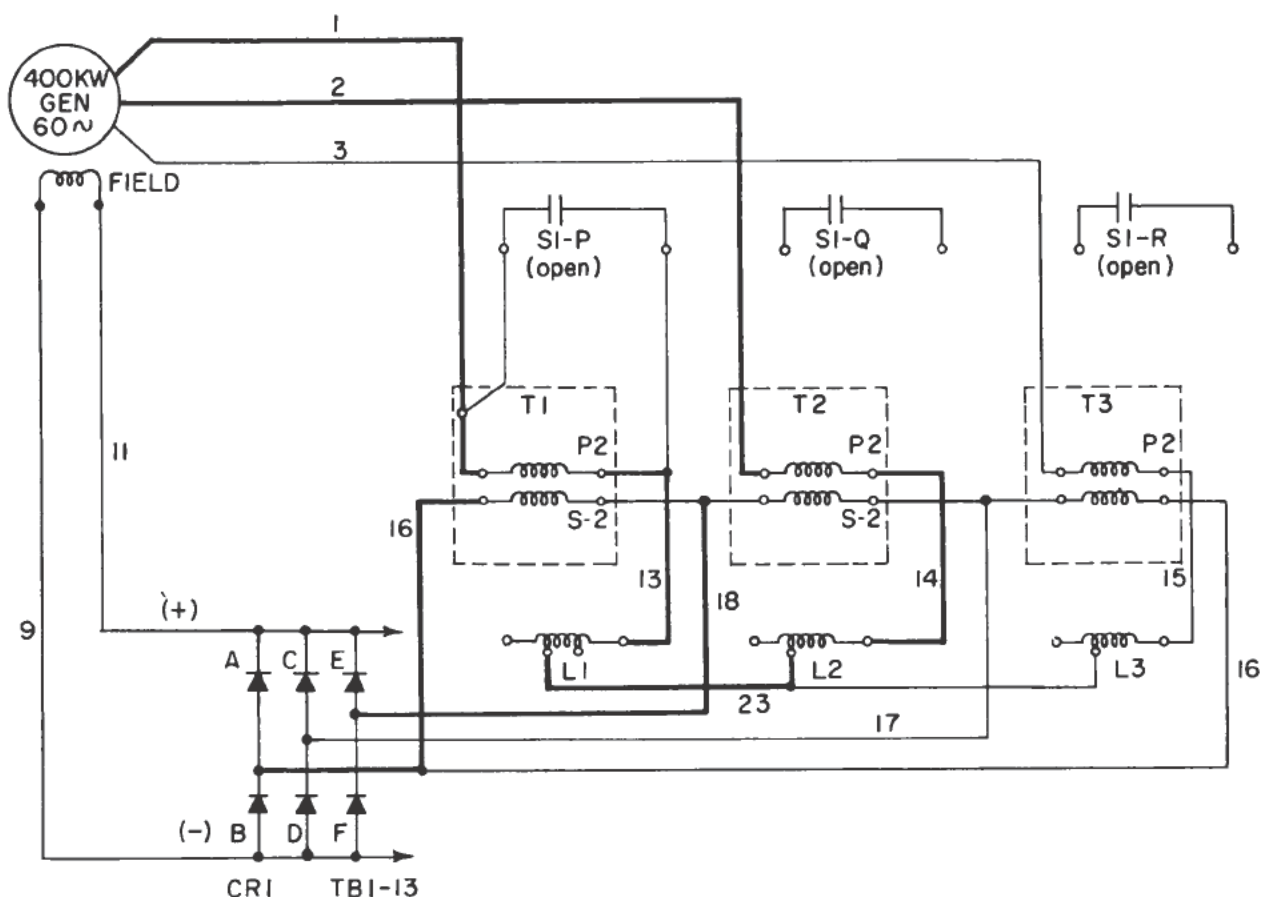 1
400KW
GEN
60~
2
3
FIELD
S1-P
(open)
S1-Q
(open)
S1-R
(open)
T1
T2
T3
P2
P2
P2
11
16
S-2
S-2
13
18
14
15
9
(+)
A
C
E
L1
L2
L3
16
23
17
(-)
B
D
F
CR1
TB1-13